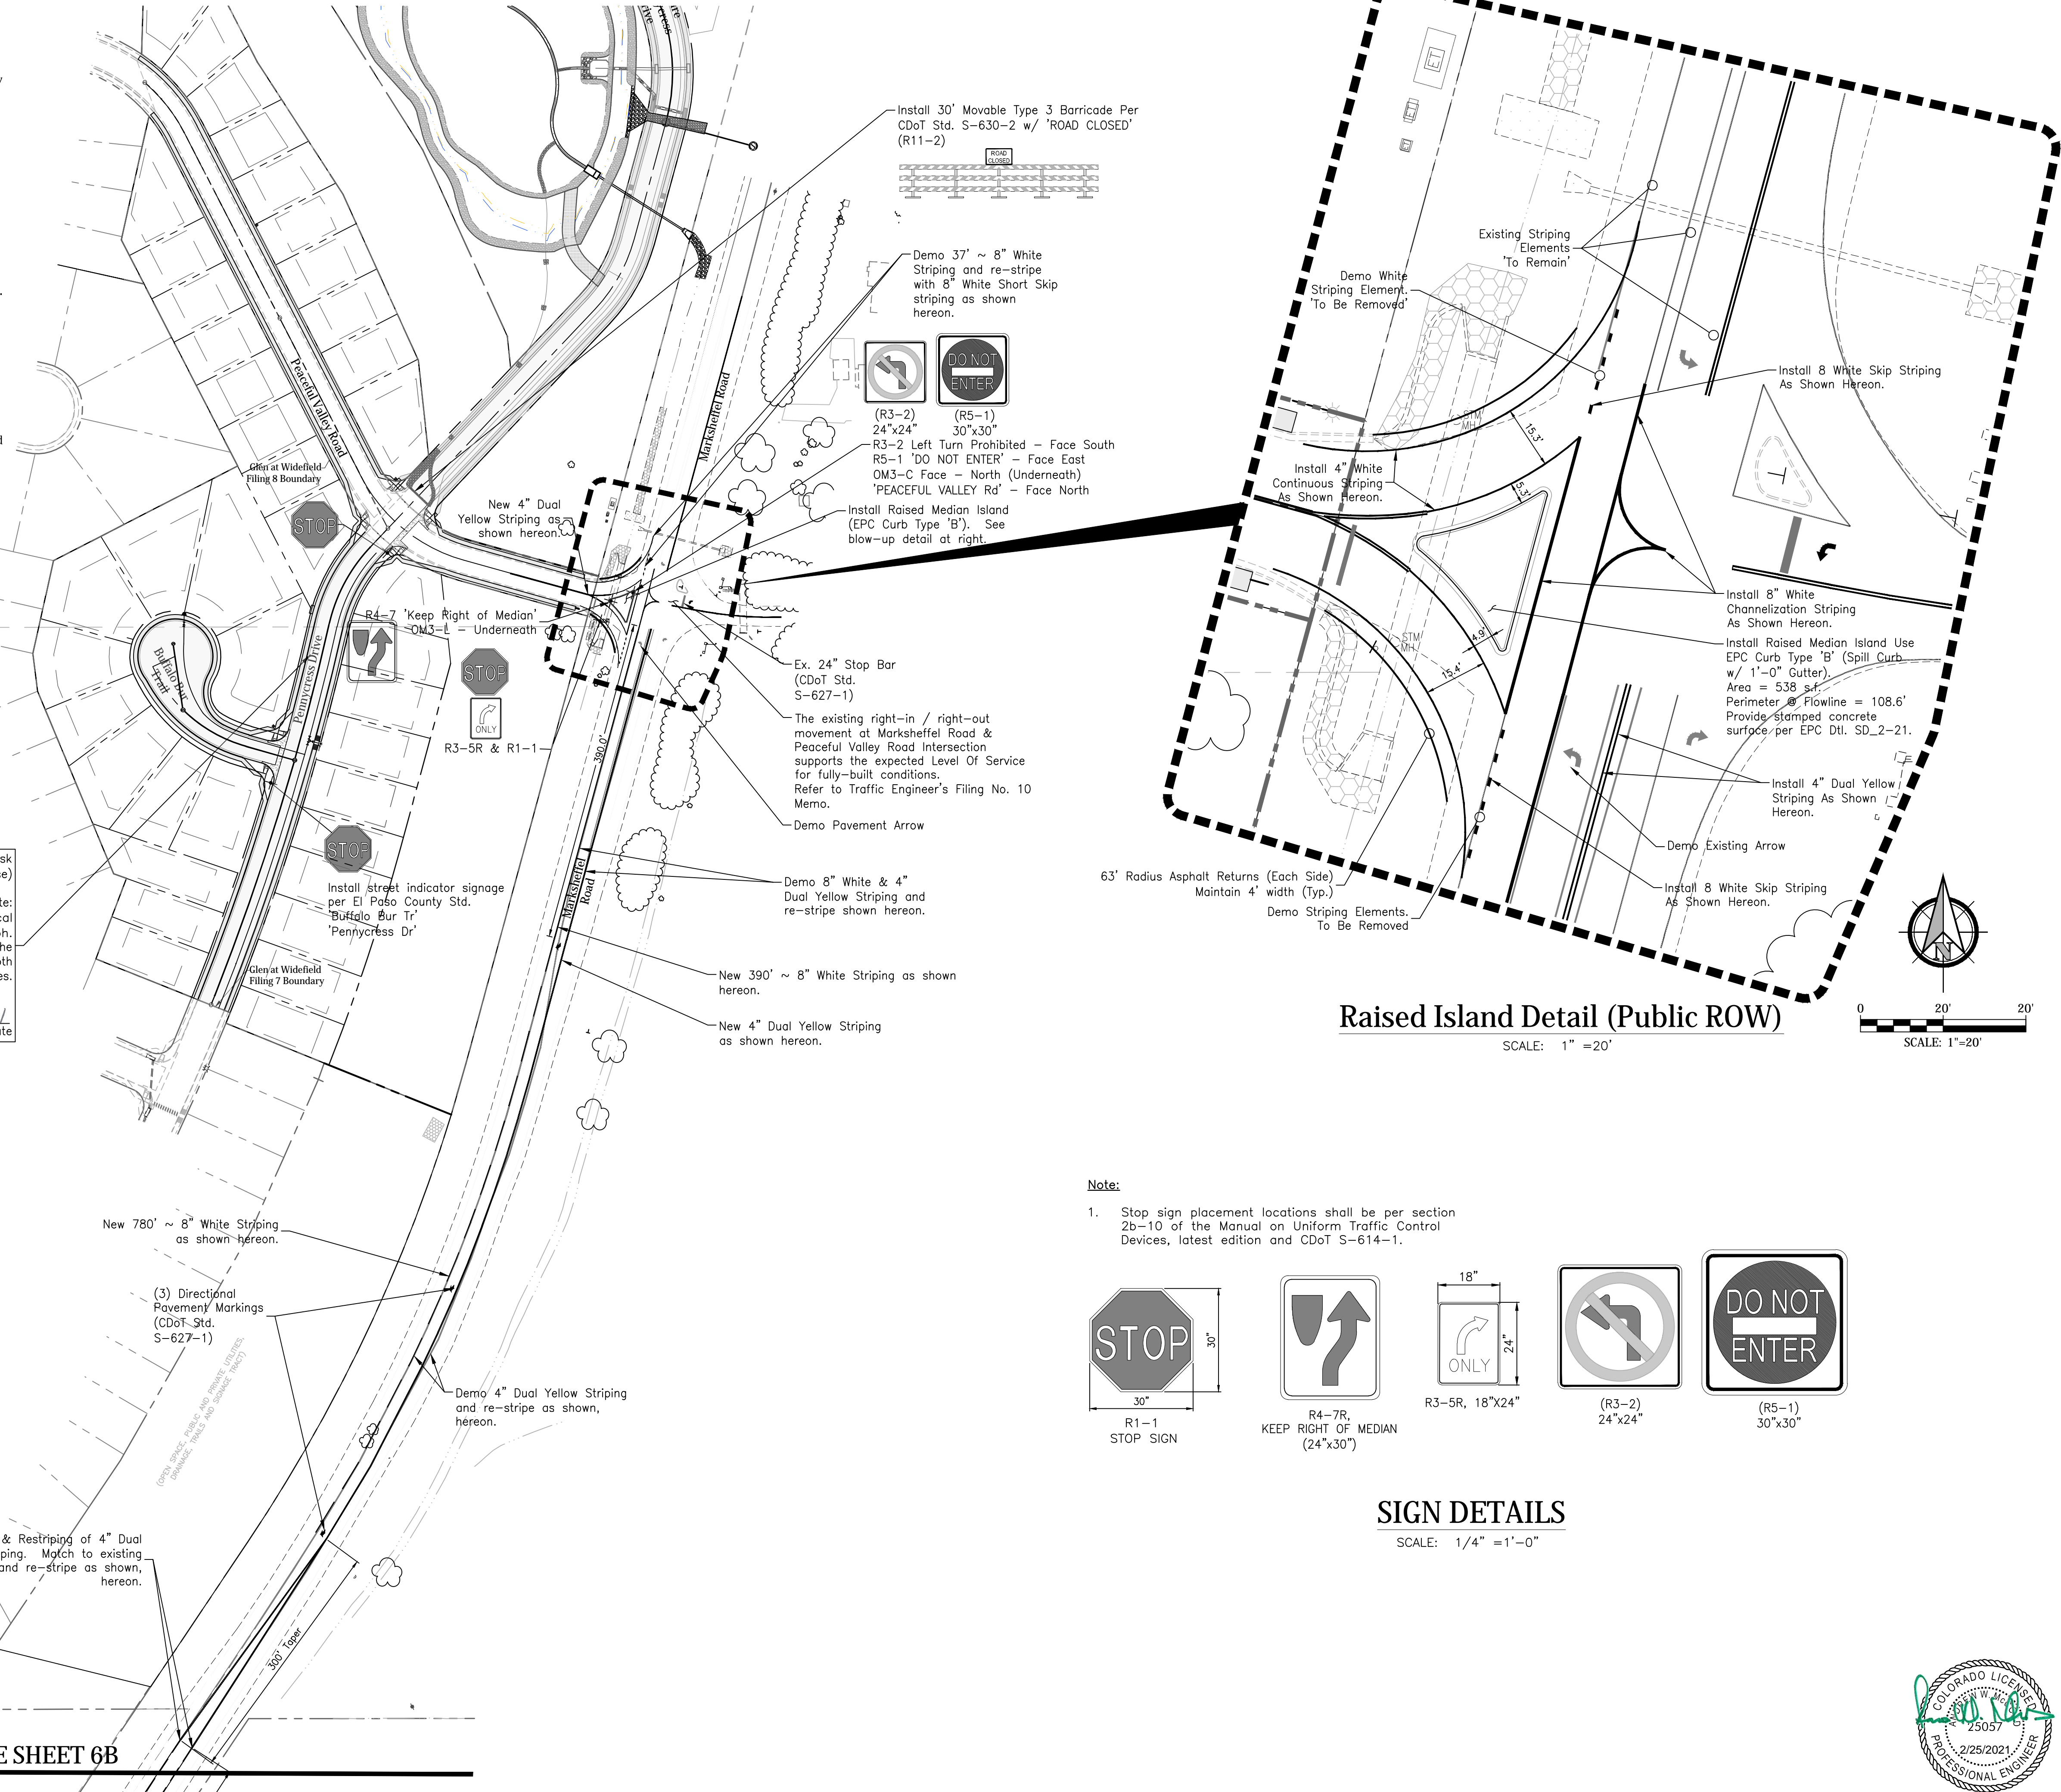 Install 30' Movable Type 3 Barricade Per
CDoT Std. S-630-2 w/ 'ROAD CLOSED'
(R11-2)
ROAD
CLOSED
Demo 37' ~ 8" White
Striping and re-stripe
with 8" White Short Skip
striping as shown
hereon.
DO NOT
ENTER
(R3-2)
24"x24"
(R5-1)
30"x30"
R3-2 Left Turn Prohibited - Face South
R5-1 'DO NOT ENTER' - Face East
OM3-C Face - North (Underneath)
'PEACEFUL VALLEY Rd' - Face North
Install Raised Median Island
(EPC Curb Type 'B'). See
blow-up detail at right.
Peaceful Valley Road
Marksheffel Road
Glen at Widefield
Filing 8 Boundary
STOP
New 4" Dual
Yellow Striping as
shown hereon.
R4-7 'Keep Right of Median'
OM3-L - Underneath
STOP
ONLY
R3-5R & R1-1
Pennycress Drive
Buffalo Bur
Trail
Ex. 24" Stop Bar
(CDoT Std.
S-627-1)
The existing right-in / right-out
movement at Marksheffel Road &
Peaceful Valley Road Intersection
supports the expected Level Of Service
for fully-built conditions.
Refer to Traffic Engineer's Filing No. 10
Memo.
Demo Pavement Arrow
390.0'
STOP
Install street indicator signage
per El Paso County Std.
'Buffalo Bur Tr'
'Pennycress Dr'
Marksheffel
Road
Demo 8" White & 4"
Dual Yellow Striping and
re-stripe shown hereon.
Glen at Widefield
Filing 7 Boundary
New 390' ~ 8" White Striping as shown
hereon.
New 4" Dual Yellow Striping
as shown hereon.
New 780' ~ 8" White Striping
as shown hereon.
(3) Directional
Pavement Markings
(CDoT Std.
S-627-1)
(OPEN SPACE, PUBLIC AND PRIVATE UTILITIES,
DRAINAGE, TRAILS AND SIGNAGE TRACT)
Demo 4" Dual Yellow Striping
and re-stripe as shown,
hereon.
& Restriping of 4" Dual
ping. Match to existing
and re-stripe as shown,
hereon.
300' Taper
E SHEET 6B
Existing Striping
Elements
'To Remain'
Demo White
Striping Element.
'To Be Removed'
Install 8 White Skip Striping
As Shown Hereon.
STM
MH
15.3'
5.3'
Install 4" White
Continuous Striping
As Shown Hereon.
Install 8" White
Channelization Striping
As Shown Hereon.
STM
MH
4.9'
15.4'
Install Raised Median Island Use
EPC Curb Type 'B' (Spill Curb
w/ 1'-0" Gutter).
Area = 538 s.f.
Perimeter @ Flowline = 108.6'
Provide stamped concrete
surface per EPC Dtl. SD_2-21.
Install 4" Dual Yellow
Striping As Shown
Hereon.
Demo Existing Arrow
63' Radius Asphalt Returns (Each Side)
Maintain 4' width (Typ.)
Install 8 White Skip Striping
As Shown Hereon.
Demo Striping Elements.
To Be Removed
N
Raised Island Detail (Public ROW)
SCALE: 1" =20'
0 20' 20'
SCALE: 1"=20'
Note:
1. Stop sign placement locations shall be per section
2b-10 of the Manual on Uniform Traffic Control
Devices, latest edition and CDoT S-614-1.
STOP
30"
30"
R1-1
STOP SIGN
R4-7R,
KEEP RIGHT OF MEDIAN
(24"x30")
18"
24"
ONLY
R3-5R, 18"X24"
(R3-2)
24"x24"
DO NOT
ENTER
(R5-1)
30"x30"
SIGN DETAILS
SCALE: 1/4" =1'-0"
COLORADO LICENSED
25057
2/25/2021
PROFESSIONAL ENGINEER